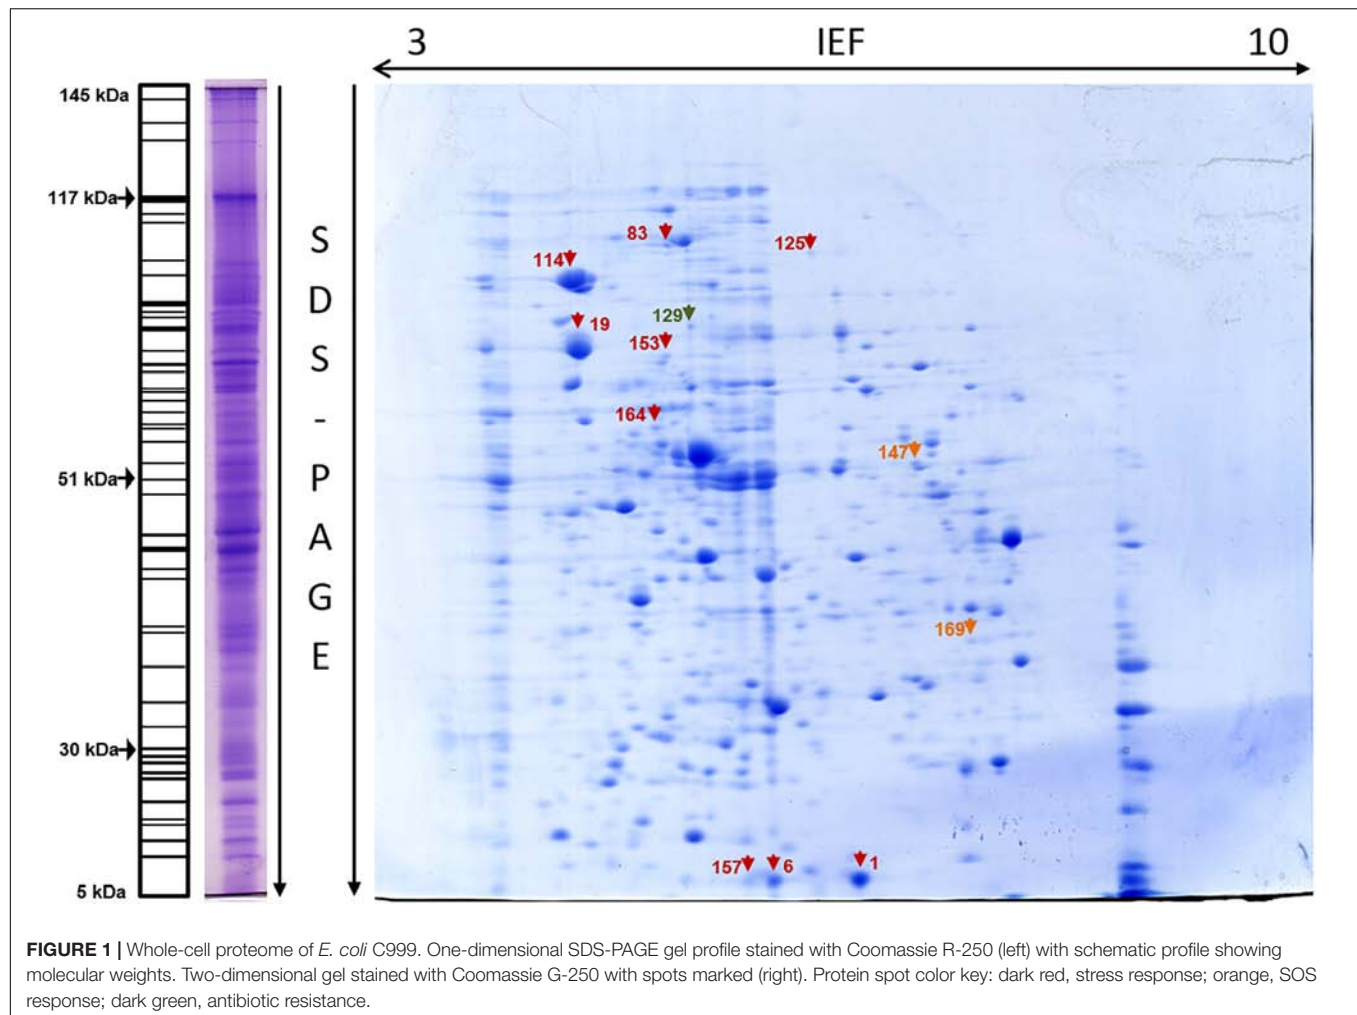 3 IEF 10
145 kDa
117 kDa
S
D
S
-
P
A
G
E
83
125
114
129
19
153
164
147
51 kDa
169
30 kDa
157
6
1
5 kDa
FIGURE 1 | Whole-cell proteome of E. coli C999. One-dimensional SDS-PAGE gel profile stained with Coomassie R-250 (left) with schematic profile showing
molecular weights. Two-dimensional gel stained with Coomassie G-250 with spots marked (right). Protein spot color key: dark red, stress response; orange, SOS
response; dark green, antibiotic resistance.